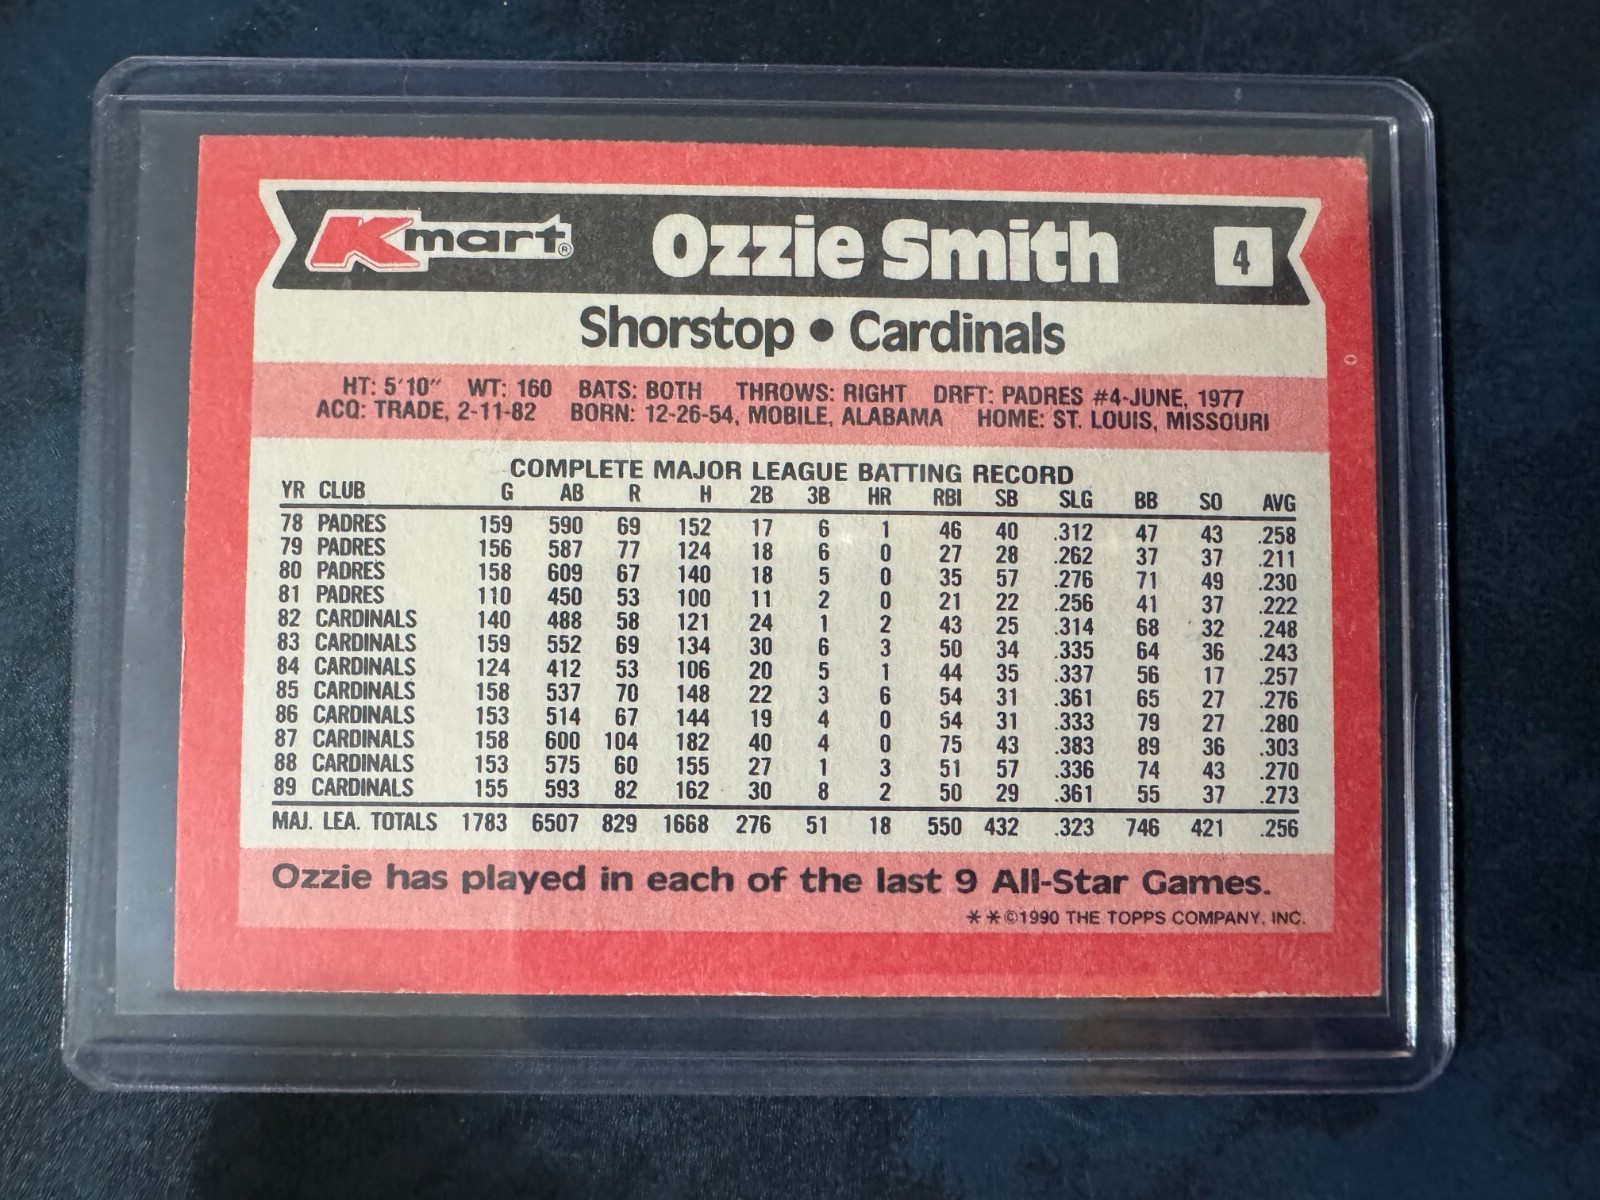 Kmart® Ozzie Smith 4
Shorstop • Cardinals
HT: 5'10" WT: 160 BATS: BOTH THROWS: RIGHT DRFT: PADRES #4-JUNE, 1977
ACQ: TRADE, 2-11-82 BORN: 12-26-54, MOBILE, ALABAMA HOME: ST. LOUIS, MISSOURI
COMPLETE MAJOR LEAGUE BATTING RECORD
YR CLUB G AB R H 2B 3B HR RBI SB SLG BB SO AVG
78 PADRES 159 590 69 152 17 6 1 46 40 .312 47 43 .258
79 PADRES 156 587 77 124 18 6 0 27 28 .262 37 37 .211
80 PADRES 158 609 67 140 18 5 0 35 57 .276 71 49 .230
81 PADRES 110 450 53 100 11 2 0 21 22 .256 41 37 .222
82 CARDINALS 140 488 58 121 24 1 2 43 25 .314 68 32 .248
83 CARDINALS 159 552 69 134 30 6 3 50 34 .335 64 36 .243
84 CARDINALS 124 412 53 106 20 5 1 44 35 .337 56 17 .257
85 CARDINALS 158 537 70 148 22 3 6 54 31 .361 65 27 .276
86 CARDINALS 153 514 67 144 19 4 0 54 31 .333 79 27 .280
87 CARDINALS 158 600 104 182 40 4 0 75 43 .383 89 36 .303
88 CARDINALS 153 575 60 155 27 1 3 51 57 .336 74 43 .270
89 CARDINALS 155 593 82 162 30 8 2 50 29 .361 55 37 .273
MAJ. LEA. TOTALS 1783 6507 829 1668 276 51 18 550 432 .323 746 421 .256
Ozzie has played in each of the last 9 All-Star Games.
**©1990 THE TOPPS COMPANY, INC.